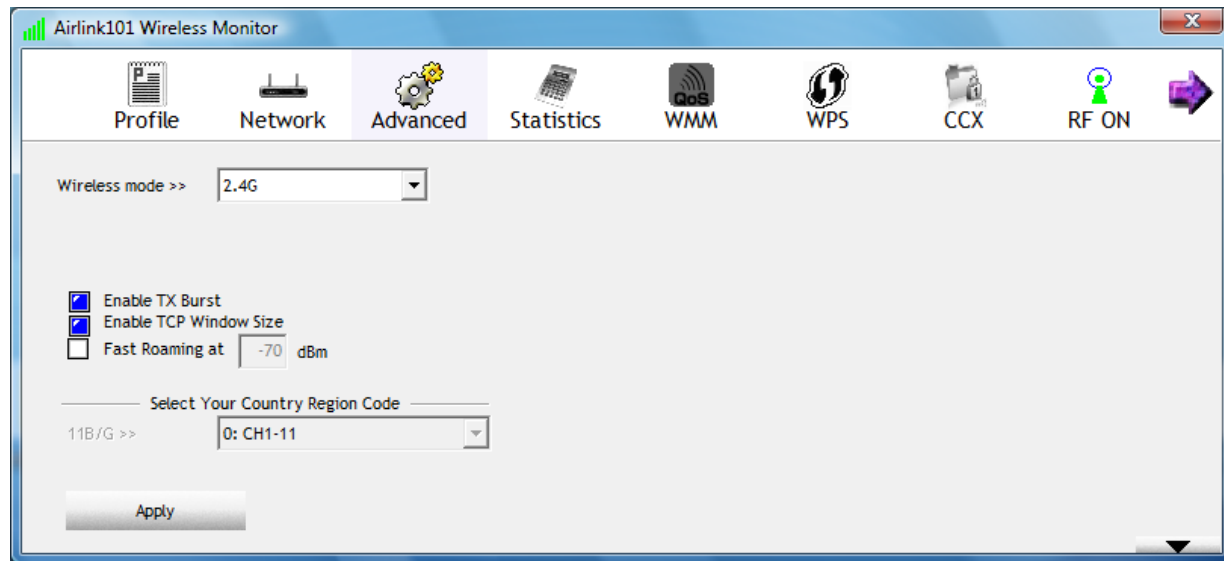 Airlink101 Wireless Monitor
X
P
QoS
Profile Network Advanced Statistics WMM WPS CCX RF ON
Wireless mode >> 2.4G
Enable TX Burst
Enable TCP Window Size
Fast Roaming at -70 dBm
Select Your Country Region Code
11B/G >> 0: CH1-11
Apply